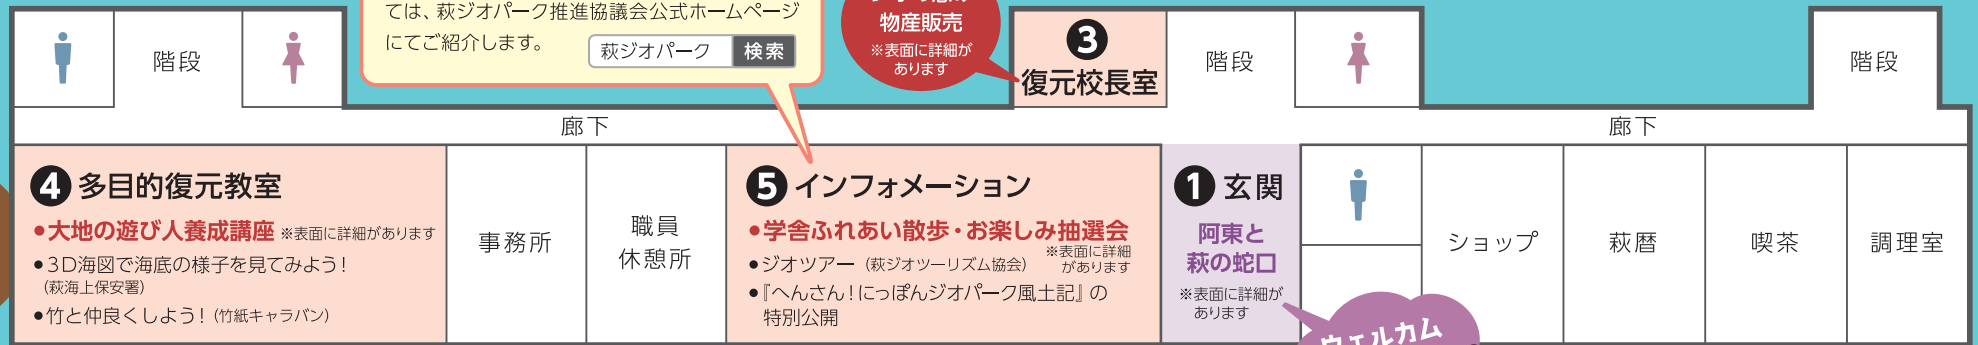 ては、萩ジオパーク推進協議会公式ホームページ
にてご紹介します。
萩ジオパーク 検索
物産販売
※表面に詳細が
あります
階段
❸
復元校長室
階段
階段
廊下
廊下
❹多目的復元教室
●大地の遊び人養成講座 ※表面に詳細があります
●3D海図で海底の様子を見てみよう！
（萩海上保安署）
●竹と仲良くしよう！（竹紙キャラバン）
事務所
職員
休憩所
❺インフォメーション
●学舎ふれあい散歩・お楽しみ抽選会
※表面に詳細
があります
●ジオツアー（萩ジオツーリズム協会）
●『へんさん！にっぽんジオパーク風土記』の
特別公開
❶玄関
阿東と
萩の蛇口
※表面に詳細が
あります
ウェルカム
ショップ
萩暦
喫茶
調理室